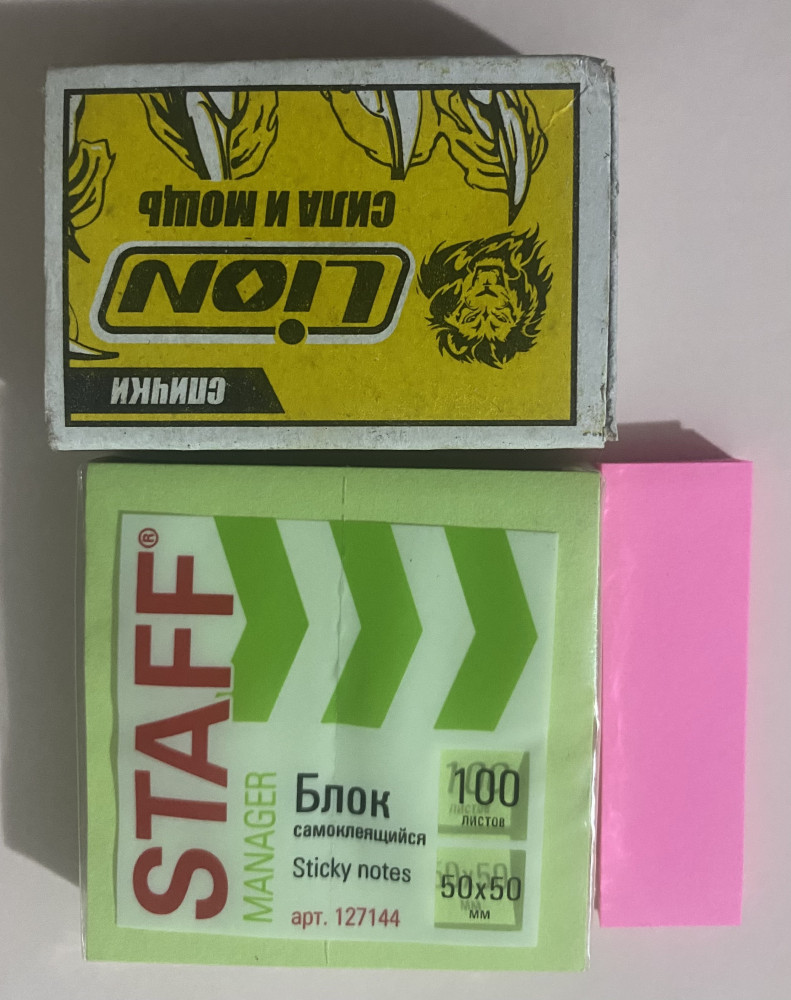 СИЛА И МОЩЬ
LiON
СПИЧКИ
STAFF®
MANAGER
Блок
самоклеящийся
Sticky notes
арт. 127144
100
листов
50x50
мм